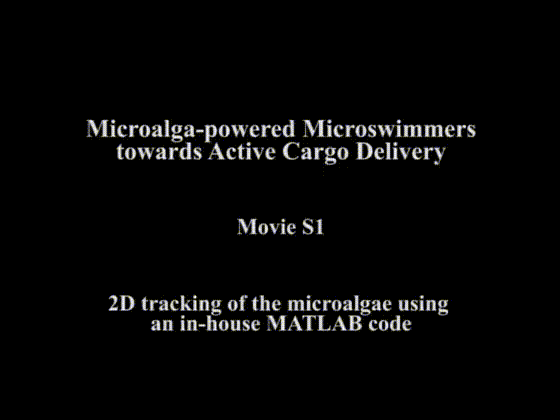 Microalga-powered Microswimmers
towards Active Cargo Delivery
Movie S1
2D tracking of the microalgae using
an in-house MATLAB code